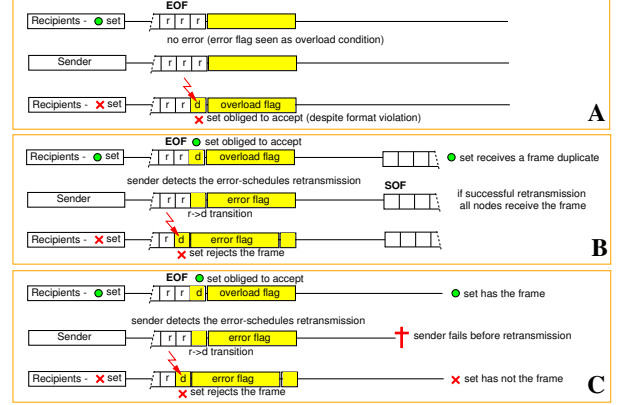 EOF
Recipients - set r r r
no error (error flag seen as overload condition)
Sender r r r
Recipients - set r r d overload flag
set obliged to accept (despite format violation)
A
EOF set obliged to accept
Recipients - set r r d overload flag set receives a frame duplicate
sender detects the error-schedules retransmission
SOF
Sender r r error flag if successful retransmission
all nodes receive the frame
r->d transition
Recipients - set r d error flag
set rejects the frame
B
EOF set obliged to accept
Recipients - set r r d overload flag set has the frame
sender detects the error-schedules retransmission
Sender r r error flag sender fails before retransmission
r->d transition
Recipients - set r d error flag set has not the frame
set rejects the frame
C